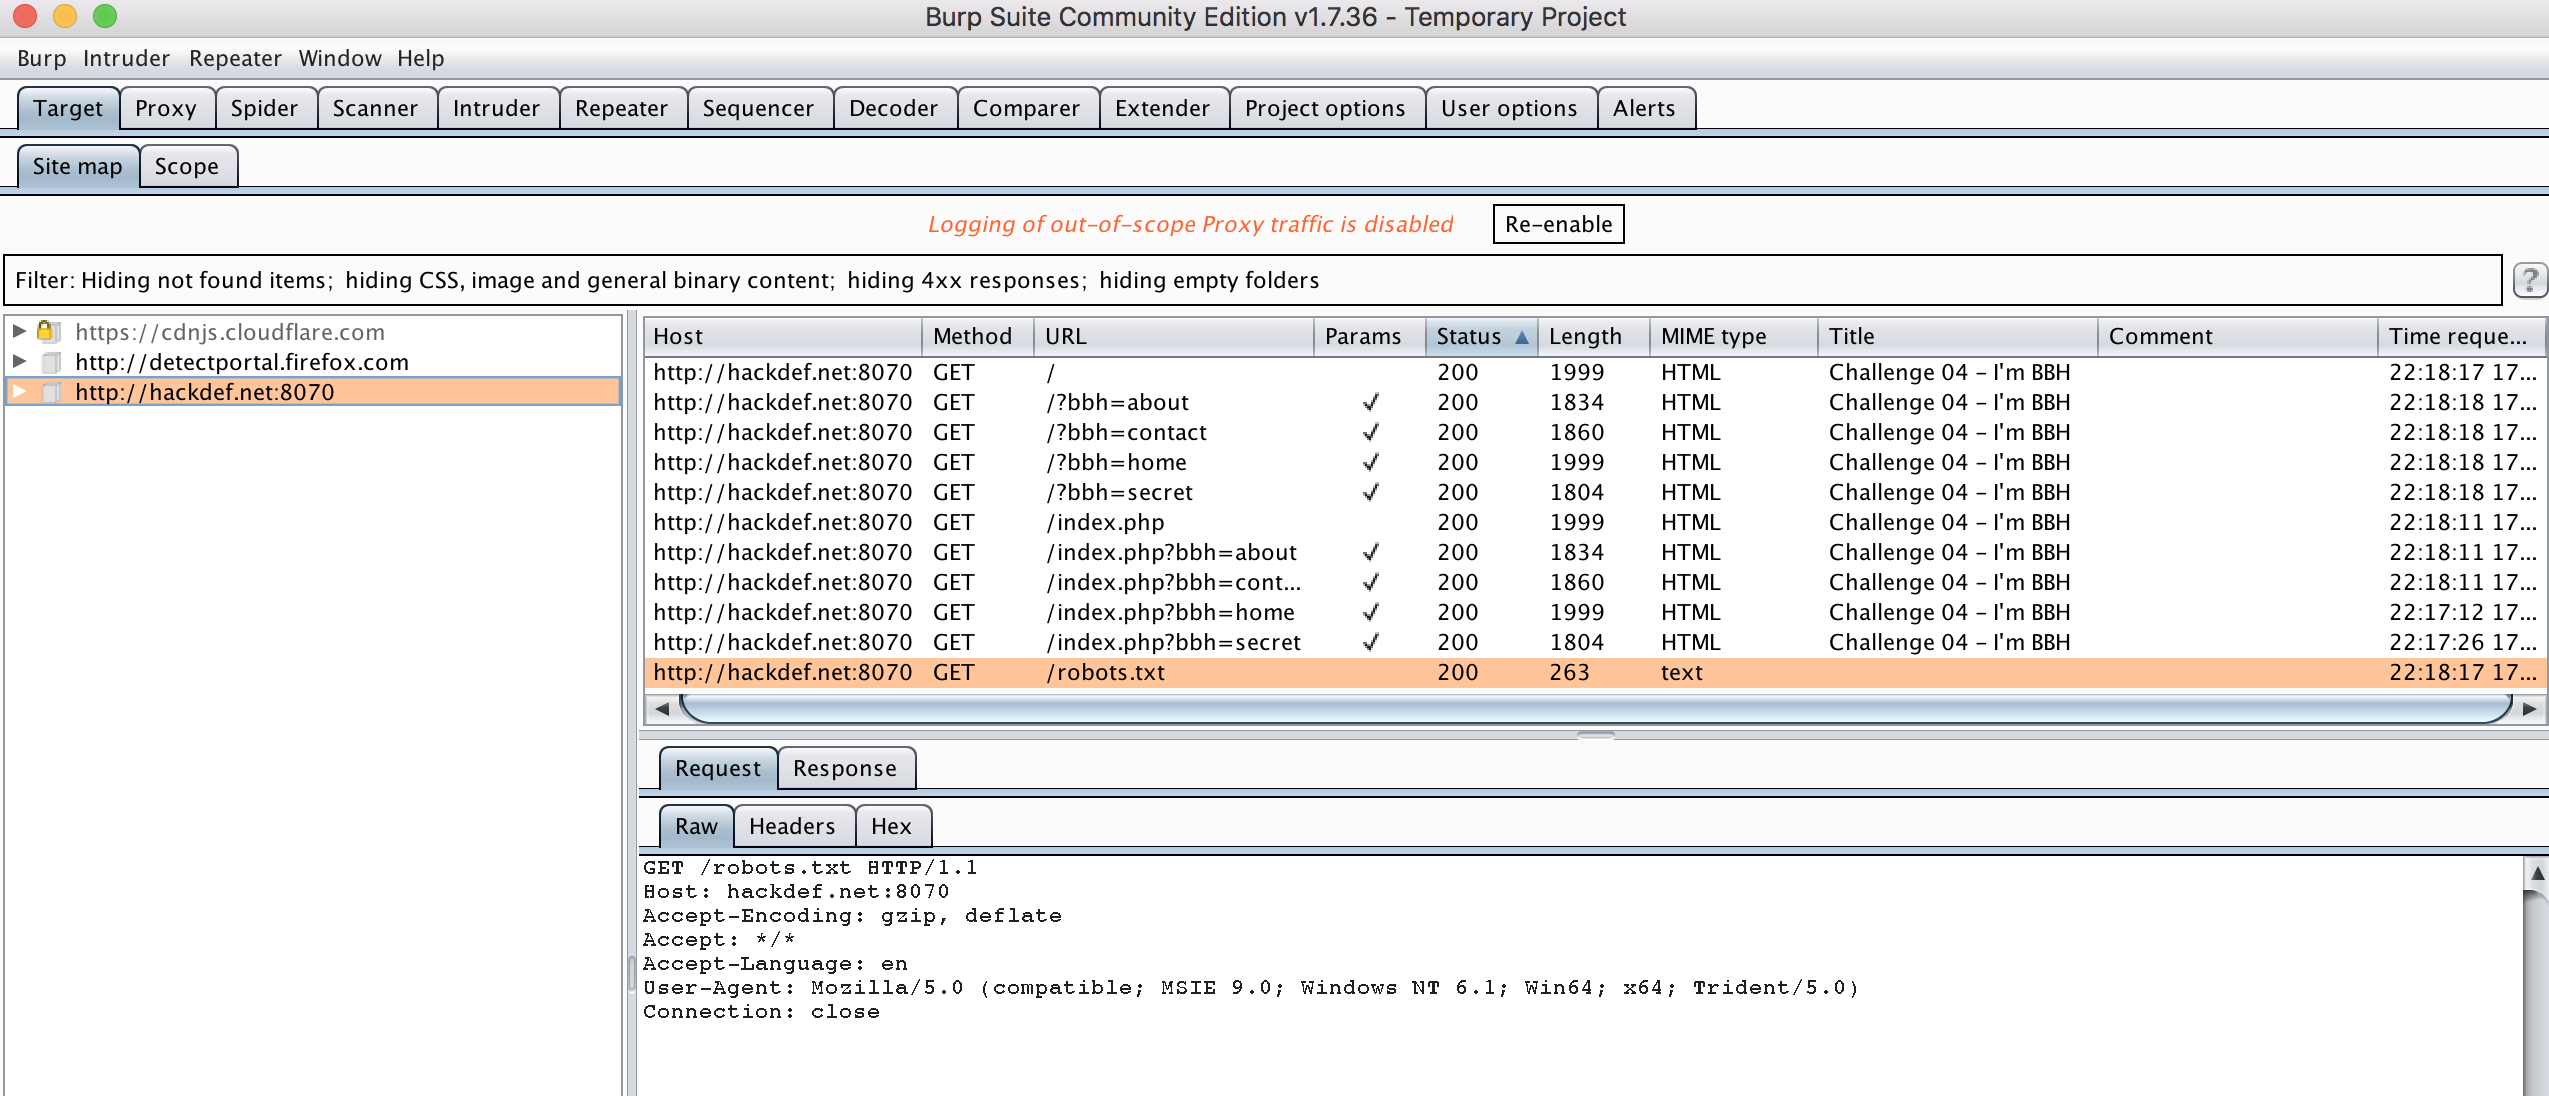 Burp Suite Community Edition v1.7.36 - Temporary Project
Burp Intruder Repeater Window Help
Target Proxy Spider Scanner Intruder Repeater Sequencer Decoder Comparer Extender Project options User options Alerts
Site map Scope
Logging of out-of-scope Proxy traffic is disabled Re-enable
Filter: Hiding not found items; hiding CSS, image and general binary content; hiding 4xx responses; hiding empty folders ?
https://cdnjs.cloudflare.com
http://detectportal.firefox.com
http://hackdef.net:8070
Host Method URL Params Status Length MIME type Title Comment Time reque...
http://hackdef.net:8070 GET / 200 1999 HTML Challenge 04 - I'm BBH 22:18:17 17...
http://hackdef.net:8070 GET /?bbh=about ✓ 200 1834 HTML Challenge 04 - I'm BBH 22:18:18 17...
http://hackdef.net:8070 GET /?bbh=contact ✓ 200 1860 HTML Challenge 04 - I'm BBH 22:18:18 17...
http://hackdef.net:8070 GET /?bbh=home ✓ 200 1999 HTML Challenge 04 - I'm BBH 22:18:18 17...
http://hackdef.net:8070 GET /?bbh=secret ✓ 200 1804 HTML Challenge 04 - I'm BBH 22:18:18 17...
http://hackdef.net:8070 GET /index.php 200 1999 HTML Challenge 04 - I'm BBH 22:18:11 17...
http://hackdef.net:8070 GET /index.php?bbh=about ✓ 200 1834 HTML Challenge 04 - I'm BBH 22:18:11 17...
http://hackdef.net:8070 GET /index.php?bbh=cont... ✓ 200 1860 HTML Challenge 04 - I'm BBH 22:18:11 17...
http://hackdef.net:8070 GET /index.php?bbh=home ✓ 200 1999 HTML Challenge 04 - I'm BBH 22:17:12 17...
http://hackdef.net:8070 GET /index.php?bbh=secret ✓ 200 1804 HTML Challenge 04 - I'm BBH 22:17:26 17...
http://hackdef.net:8070 GET /robots.txt 200 263 text 22:18:17 17...
Request Response
Raw Headers Hex
GET /robots.txt HTTP/1.1
Host: hackdef.net:8070
Accept-Encoding: gzip, deflate
Accept: */*
Accept-Language: en
User-Agent: Mozilla/5.0 (compatible; MSIE 9.0; Windows NT 6.1; Win64; x64; Trident/5.0)
Connection: close